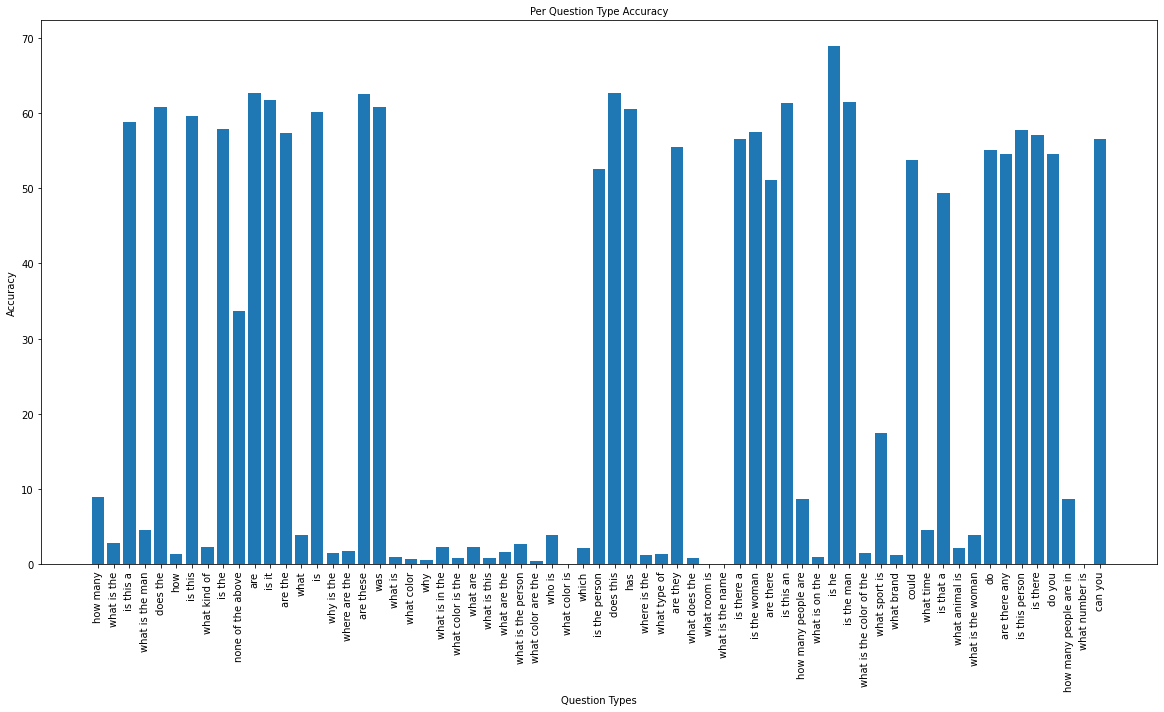 Per Question Type Accuracy
Accuracy
70
60
50
40
30
20
10
0
how many
what is the
is this a
what is the man
does the
how
is this
what kind of
is the
none of the above
are
is it
are the
what
is
why is the
where are the
are these
was
what is
what color
why
what is in the
what color is the
what are
what is this
what are the
what is the person
what color are the
who is
what color is
which
is the person
does this
has
where is the
what type of
are they
what does the
what room is
what is the name
is there a
is the woman
are there
is this an
how many people are
what is on the
is he
is the man
what is the color of the
what sport is
what brand
could
what time
is that a
what animal is
what is the woman
do
are there any
is this person
is there
do you
how many people are in
what number is
can you
Question Types